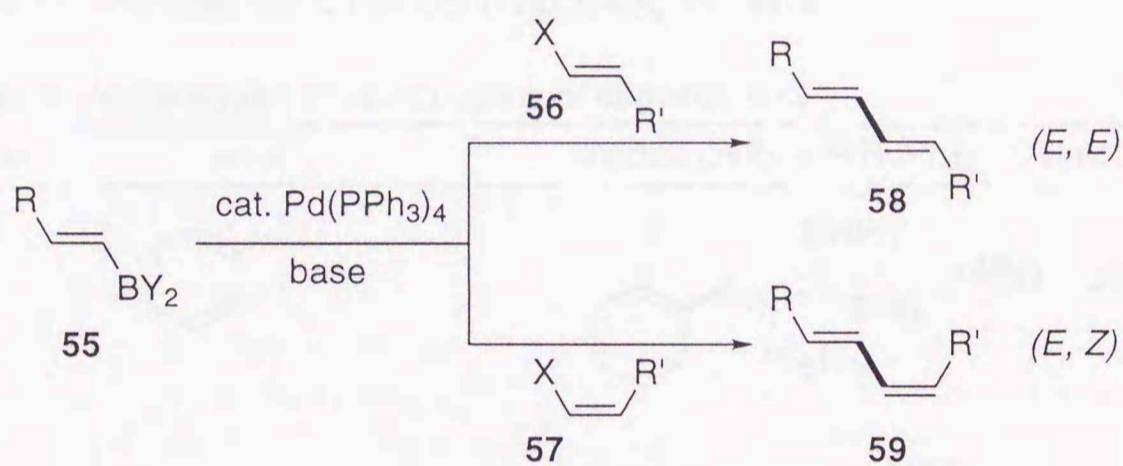 X
56
R'
R
58
R'
(E, E)
R
BY2
55
cat. Pd(PPh3)4
base
X
R'
57
R
R'
59
(E, Z)